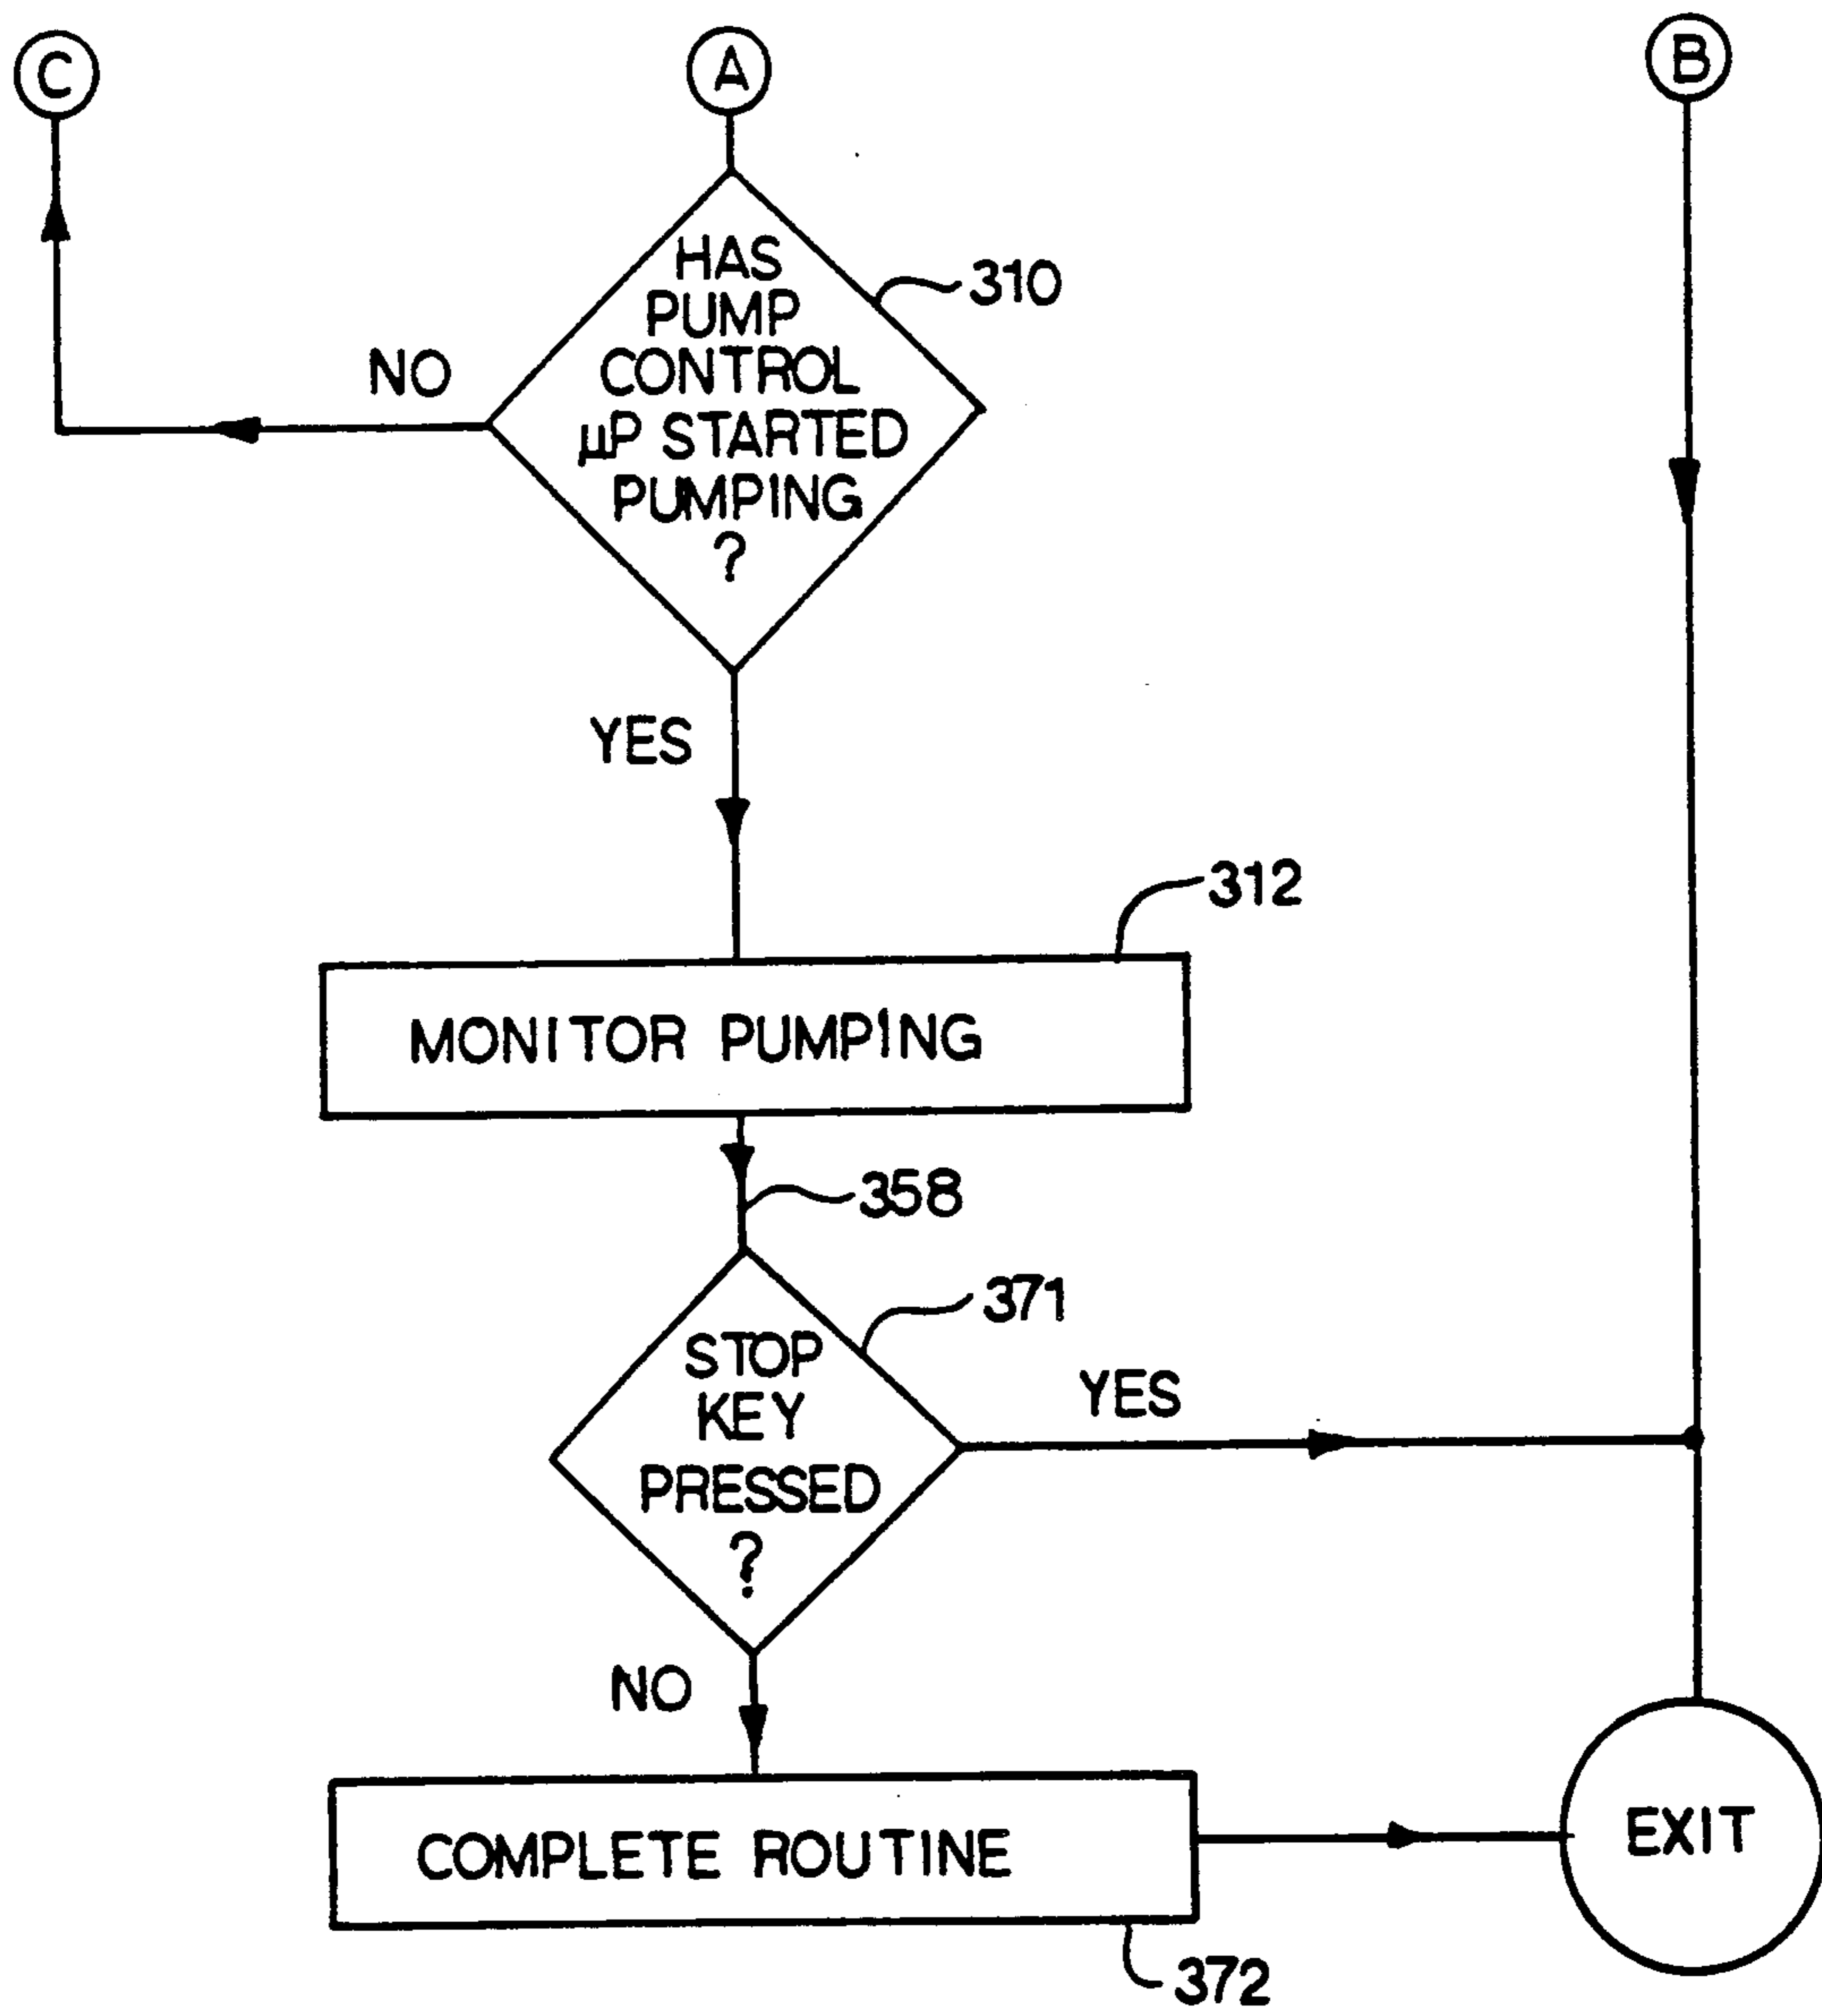 C
A
B
HAS
PUMP
CONTROL
µP STARTED
PUMPING
?
310
NO
YES
312
MONITOR PUMPING
358
371
STOP
KEY
PRESSED
?
YES
NO
COMPLETE ROUTINE
EXIT
372